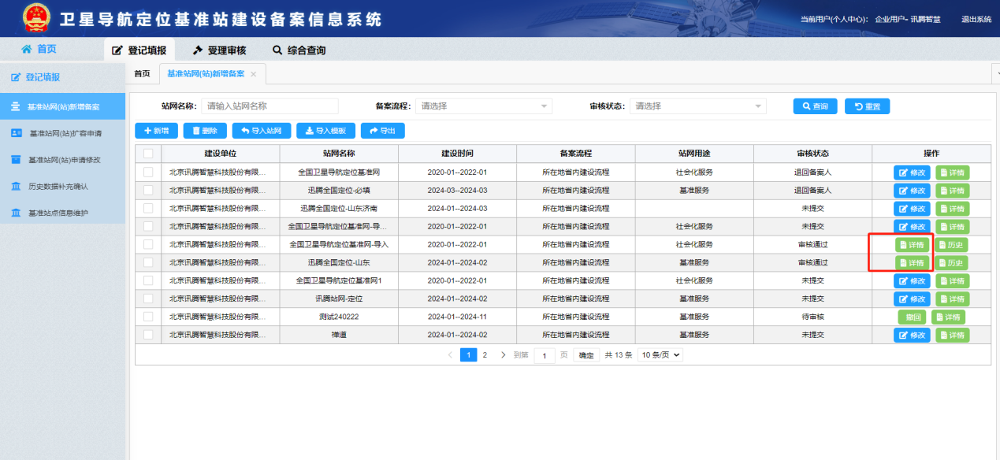 卫星导航定位基准站建设备案信息系统
当前用户(个人中心): 企业用户- 讯腾智慧 退出系统
首页 登记填报 受理审核 综合查询
登记填报
基准站网(站)新增备案
基准站网(站)扩容申请
基准站网(站)申请修改
历史数据补充确认
基准站点信息维护
首页 基准站网(站)新增备案 ×
站网名称: 请输入站网名称 备案流程: 请选择 审核状态: 请选择 查询 重置
新增 删除 导入站网 导入模板 导出
建设单位 站网名称 建设时间 备案流程 站网用途 审核状态 操作
北京讯腾智慧科技股份有限... 全国卫星导航定位基准网 2020-01--2022-01 所在地省内建设流程 社会化服务 退回备案人 修改 详情
北京讯腾智慧科技股份有限... 迅腾全国定位-必填 2024-03--2024-03 所在地省内建设流程 基准服务 退回备案人 修改 详情
北京讯腾智慧科技股份有限... 迅腾全国定位-山东济南 2024-01--2024-03 所在地省内建设流程 未提交 修改 详情
北京讯腾智慧科技股份有限... 全国卫星导航定位基准网-导... 2020-01--2022-01 所在地省内建设流程 社会化服务 未提交 修改 详情
北京讯腾智慧科技股份有限... 全国卫星导航定位基准网-导入 2020-01--2022-01 所在地省内建设流程 社会化服务 审核通过 详情 历史
北京讯腾智慧科技股份有限... 迅腾全国定位-山东 2024-01--2024-02 所在地省内建设流程 基准服务 审核通过 详情 历史
北京讯腾智慧科技股份有限... 全国卫星导航定位基准网1 2020-01--2022-01 所在地省内建设流程 社会化服务 未提交 修改 详情
北京讯腾智慧科技股份有限... 讯腾站网-定位 2024-01--2024-02 所在地省内建设流程 基准服务 未提交 修改 详情
北京讯腾智慧科技股份有限... 测试240222 2024-01--2024-11 所在地省内建设流程 基准服务 待审核 撤回 详情
北京讯腾智慧科技股份有限... 禅道 2024-01--2024-02 所在地省内建设流程 基准服务 未提交 修改 详情
1 2 到第 1 页 确定 共 13 条 10 条/页